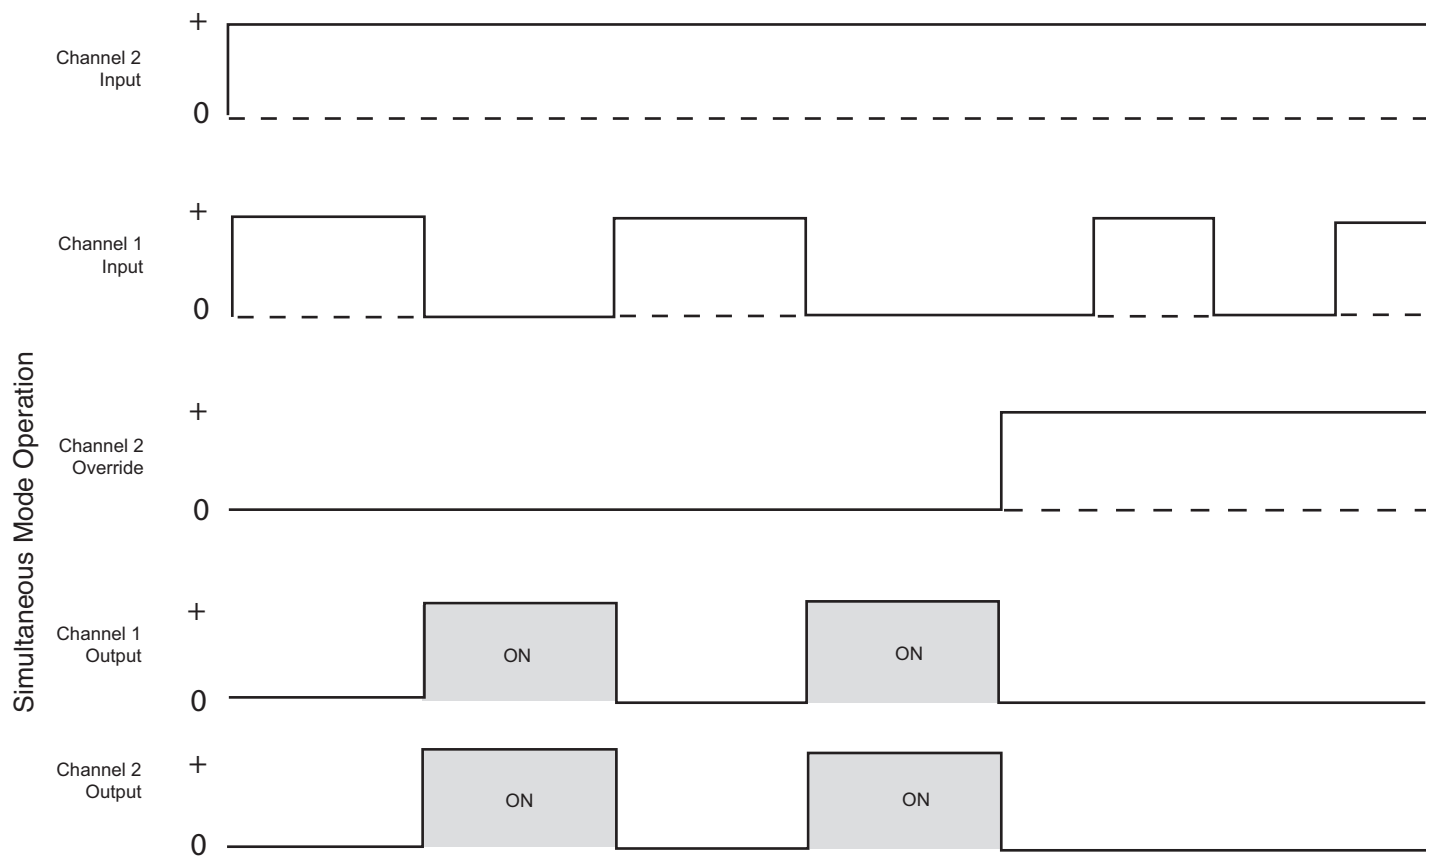 +
Channel 2
Input
0
+
Channel 1
Input
0
Simultaneous Mode Operation
+
Channel 2
Override
0
+
Channel 1
Output
ON
ON
0
+
Channel 2
Output
ON
ON
0